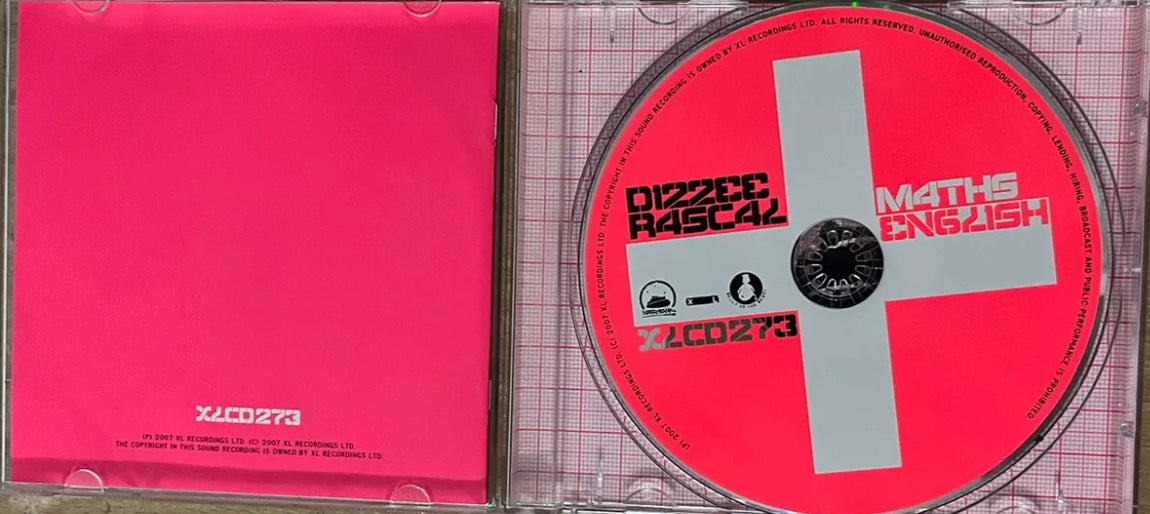 XLCD273
(P) 2007 XL RECORDINGS LTD. (C) 2007 XL RECORDINGS LTD.
THE COPYRIGHT IN THIS SOUND RECORDING IS OWNED BY XL RECORDINGS LTD.
DIZZEE
RASCAL
M4THS
ENGLISH
XLCD273
(P) 2007 XL RECORDINGS LTD. (C) 2007 XL RECORDINGS LTD. THE COPYRIGHT IN THIS SOUND RECORDING IS OWNED BY XL RECORDINGS LTD. ALL RIGHTS RESERVED. UNAUTHORISED REPRODUCTION, COPYING, LENDING, HIRING, BROADCAST AND PUBLIC PERFORMANCE IS PROHIBITED